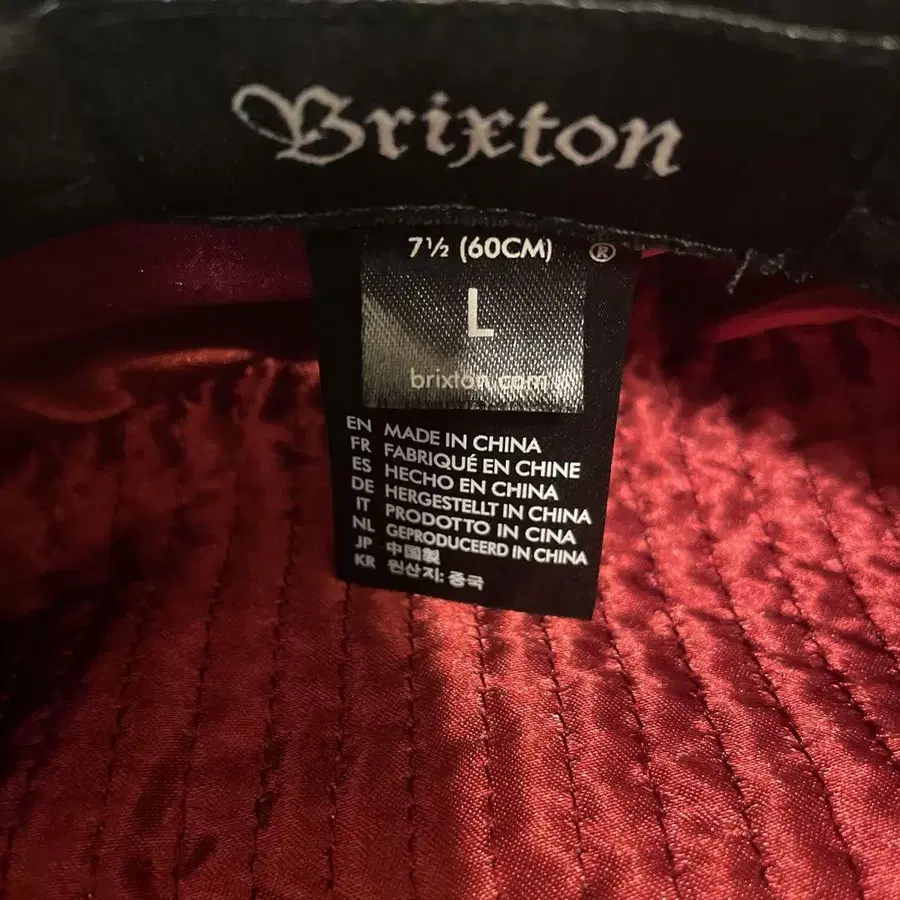 Brixton
7½ (60CM) ®
L
brixton.com
EN MADE IN CHINA
FR FABRIQUÉ EN CHINE
ES HECHO EN CHINA
DE HERGESTELLT IN CHINA
IT PRODOTTO IN CINA
NL GEPRODUCEERD IN CHINA
JP 中国製
KR 원산지: 중국